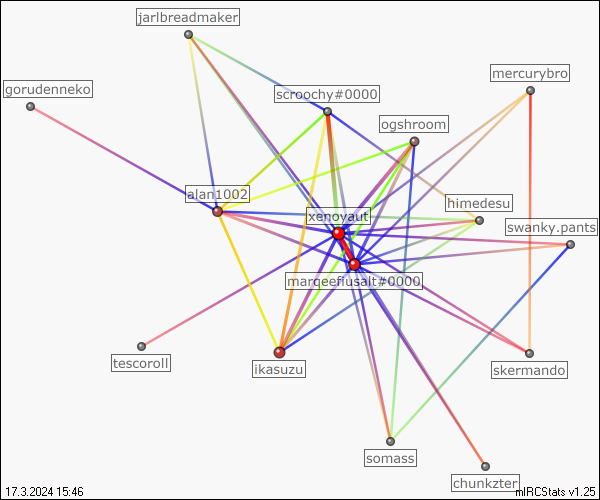 jarlbreadmaker
mercurybro
gorudenneko
scroochy#0000
ogshroom
alan1002
himedesu
xenoyaut
swanky.pants
marqeeriusalt#0000
tescoroll
ikasuzu
skermando
somass
chunkzter
17.3.2024 15:46
mIRCStats v1.25